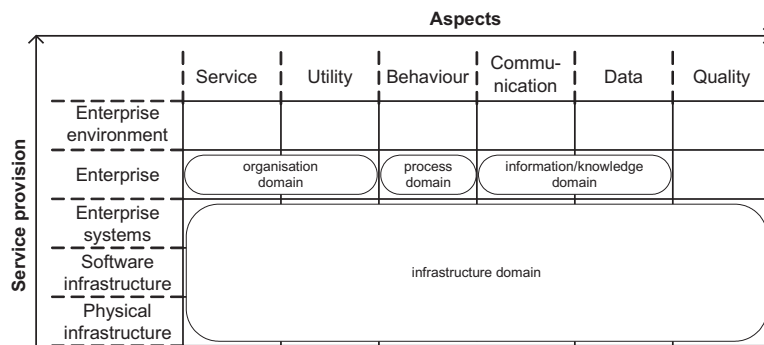 Aspects
Service
Utility
Behaviour
Commu-
nication
Data
Quality
Service provision
Enterprise
environment
Enterprise
organisation
domain
process
domain
information/knowledge
domain
Enterprise
systems
Software
infrastructure
infrastructure domain
Physical
infrastructure